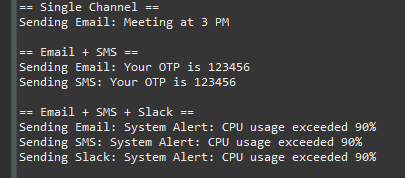 == Single Channel ==
Sending Email: Meeting at 3 PM

== Email + SMS ==
Sending Email: Your OTP is 123456
Sending SMS: Your OTP is 123456

== Email + SMS + Slack ==
Sending Email: System Alert: CPU usage exceeded 90%
Sending SMS: System Alert: CPU usage exceeded 90%
Sending Slack: System Alert: CPU usage exceeded 90%